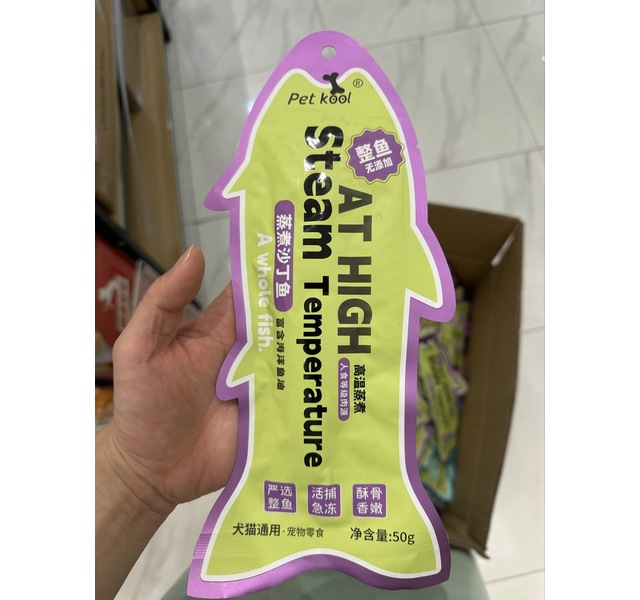 Pet kool®
整鱼
无添加
Steam AT HIGH
Temperature
蒸煮沙丁鱼
A whole fish.
富含海洋鱼油
高温蒸煮
人食等级肉源
严选
整鱼
活捕
急冻
酥骨
香嫩
犬猫通用·宠物零食
净含量:50g